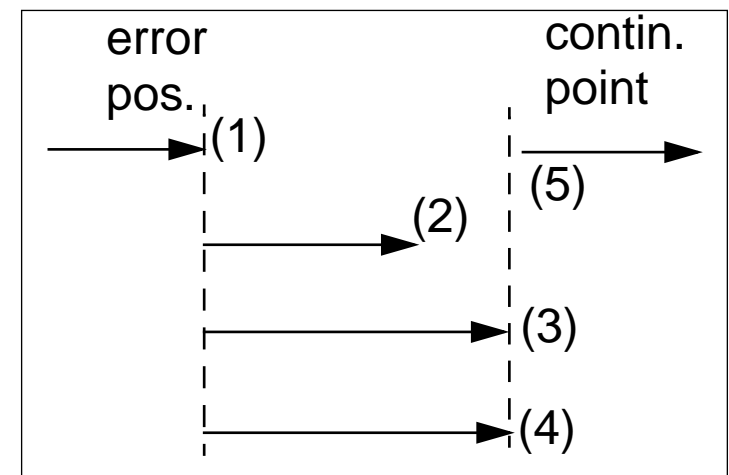 error
pos.
contin.
point
(1)
(5)
(2)
(3)
(4)